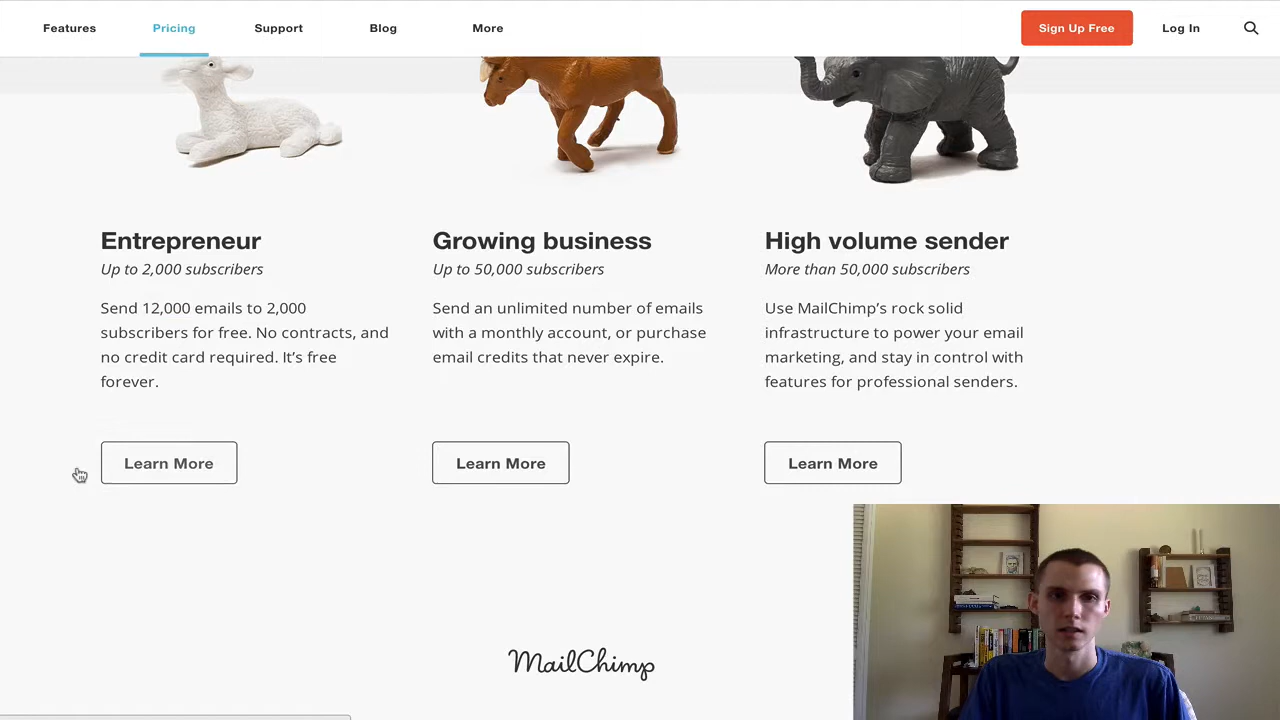 Features Pricing Support Blog More Sign Up Free Log In
Entrepreneur
Up to 2,000 subscribers
Send 12,000 emails to 2,000
subscribers for free. No contracts, and
no credit card required. It’s free
forever.
Learn More
Growing business
Up to 50,000 subscribers
Send an unlimited number of emails
with a monthly account, or purchase
email credits that never expire.
Learn More
High volume sender
More than 50,000 subscribers
Use MailChimp’s rock solid
infrastructure to power your email
marketing, and stay in control with
features for professional senders.
Learn More
MailChimp